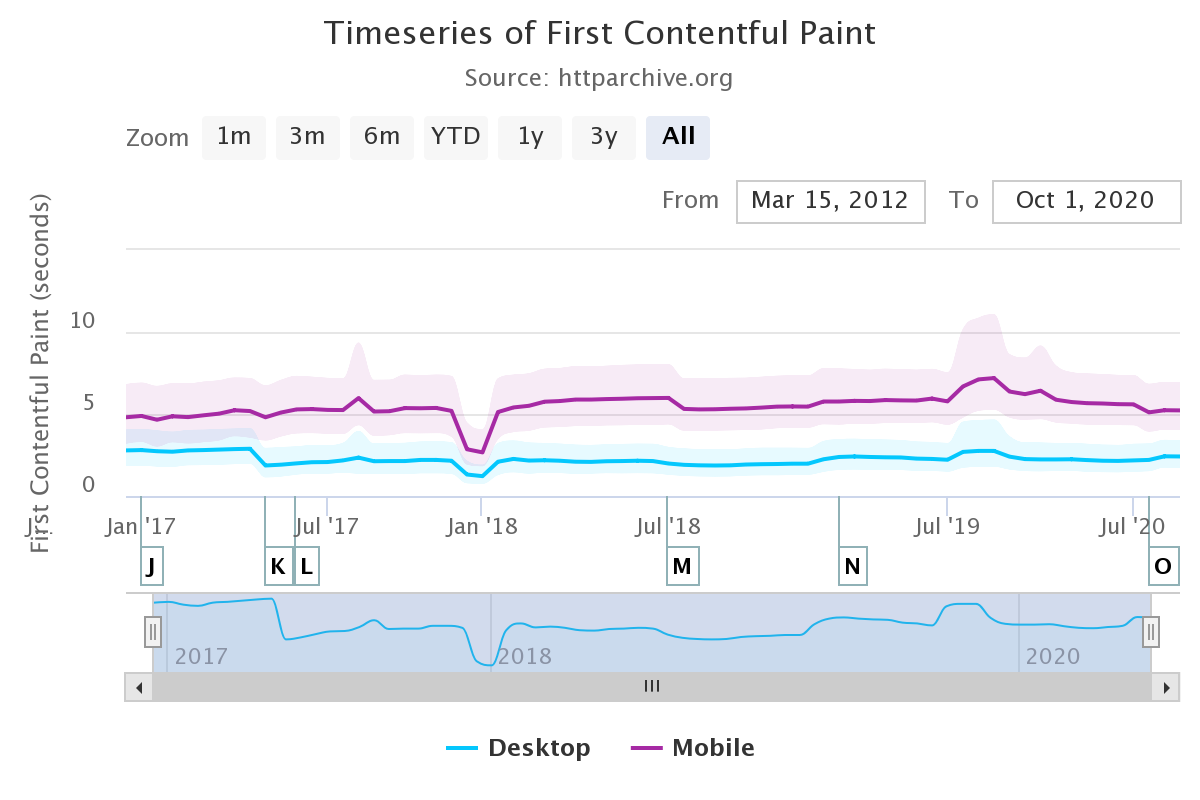 Timeseries of First Contentful Paint
Source: httparchive.org
Zoom 1m 3m 6m YTD 1y 3y All
From Mar 15, 2012 To Oct 1, 2020
First Contentful Paint (seconds)
10
5
0
J… Jan '17 Jul '17 Jan '18 Jul '18 Jul '19 Jul '20
J K L M N O
2017 2018 2020
Desktop Mobile